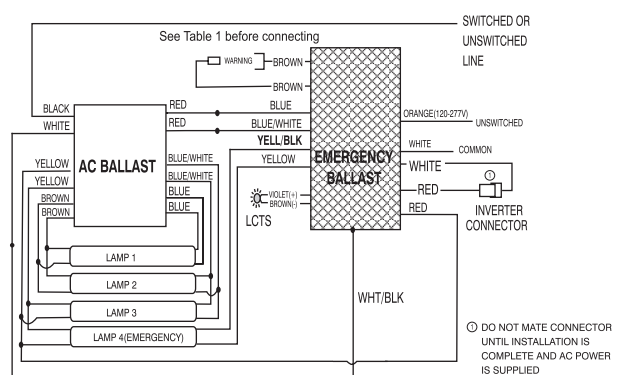 SWITCHED OR
UNSWITCHED
LINE
See Table 1 before connecting
WARNING
BROWN
BROWN
BLACK
WHITE
RED
RED
BLUE
BLUE/WHITE
YELL/BLK
YELLOW
ORANGE(120-277V)
UNSWITCHED
WHITE
COMMON
WHITE
RED
RED
①
INVERTER
CONNECTOR
AC BALLAST
EMERGENCY
BALLAST
YELLOW
YELLOW
BROWN
BROWN
BLUE/WHITE
BLUE/WHITE
BLUE
BLUE
VIOLET(+)
BROWN(-)
LCTS
LAMP 1
LAMP 2
LAMP 3
LAMP 4(EMERGENCY)
WHT/BLK
① DO NOT MATE CONNECTOR
UNTIL INSTALLATION IS
COMPLETE AND AC POWER
IS SUPPLIED